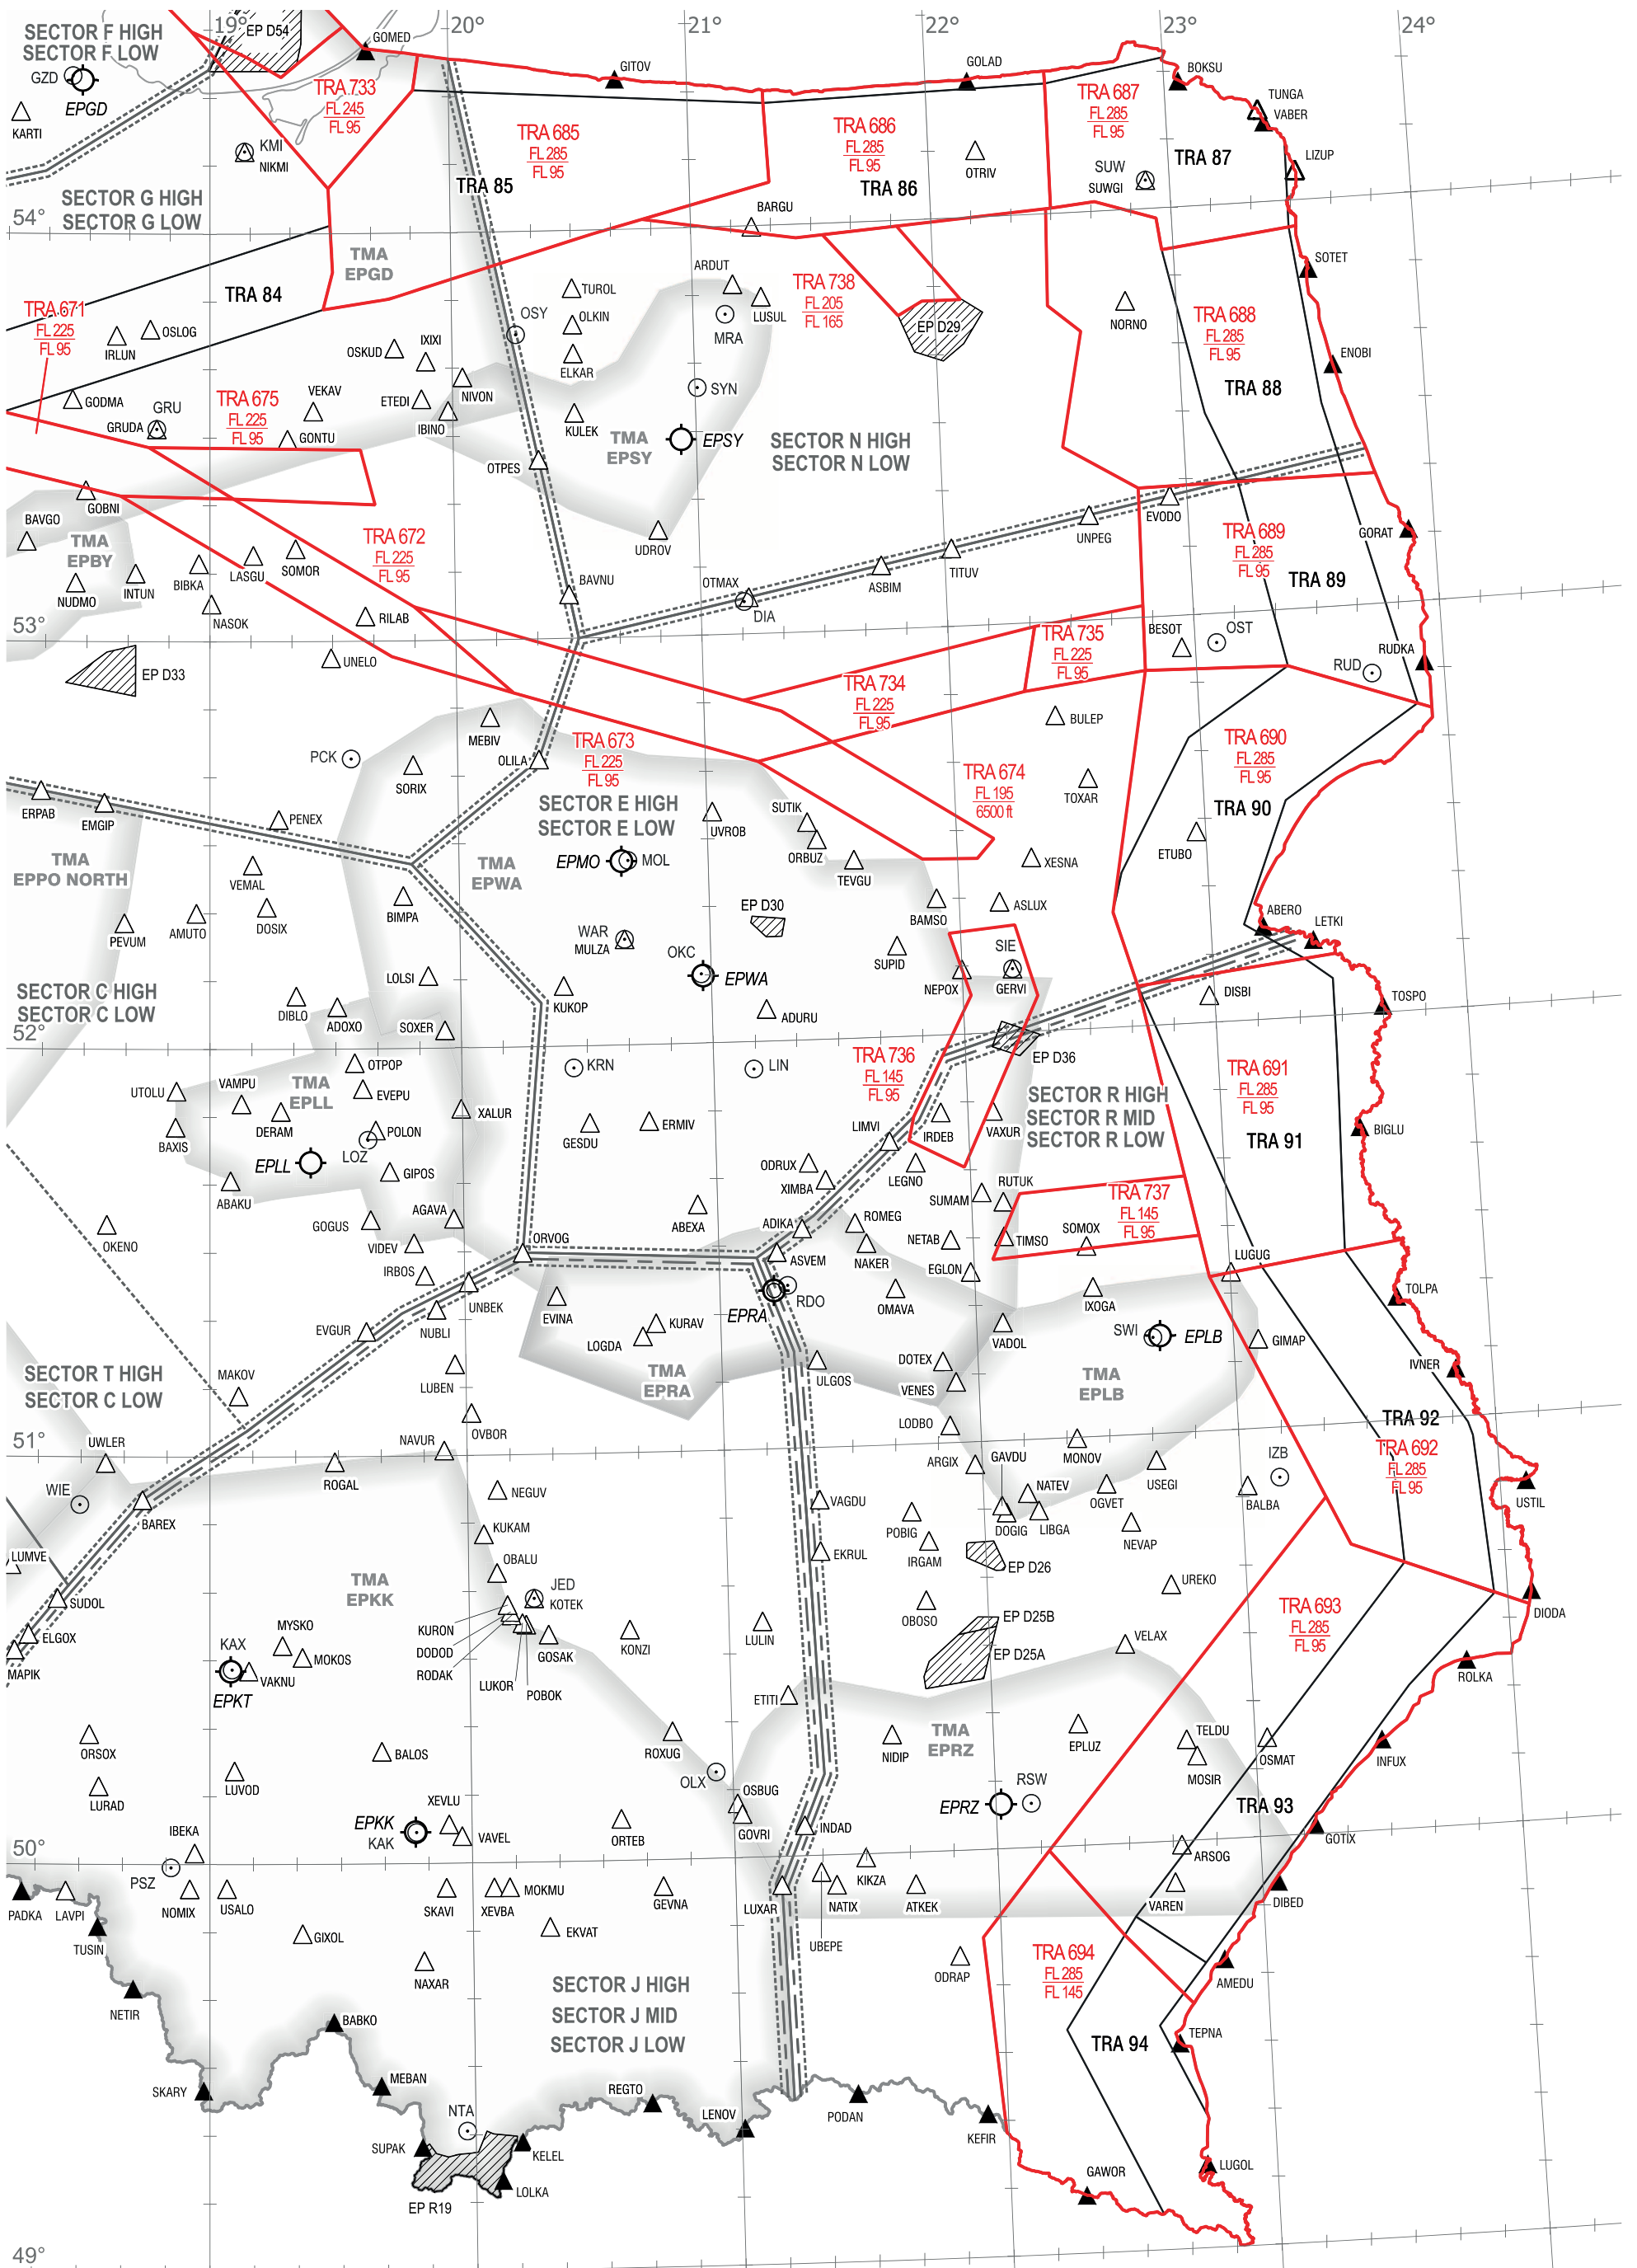 19°
20°
21°
22°
23°
24°
SECTOR F HIGH
SECTOR F LOW
EP D54
GOMED
GZD
EPGD
KARTI
TRA 733
FL 245
FL 95
GITOV
GOLAD
BOKSU
TUNGA
VABER
KMI
NIKMI
TRA 685
FL 285
FL 95
TRA 85
TRA 686
FL 285
FL 95
TRA 86
OTRIV
TRA 687
FL 285
FL 95
TRA 87
SUW
SUWGI
LIZUP
SECTOR G HIGH
SECTOR G LOW
54°
BARGU
TMA
EPGD
TRA 84
SOTET
ARDUT
TUROL
LUSUL
MRA
TRA 738
FL 205
FL 165
EP D29
NORNO
TRA 688
FL 285
FL 95
TRA 88
ENOBI
TRA 671
FL 225
FL 95
IRLUN
OSLOG
OSY
OLKIN
ELKAR
OSKUD
IXIXI
NIVON
ETEDI
IBINO
SYN
KULEK
TMA
EPSY
EPSY
SECTOR N HIGH
SECTOR N LOW
GODMA
GRU
GRUDA
TRA 675
FL 225
FL 95
VEKAV
GONTU
OTPES
GOBNI
BAVGO
TMA
EPBY
NUDMO
INTUN
BIBKA
LASGU
SOMOR
NASOK
TRA 672
FL 225
FL 95
RILAB
UNELO
UDROV
BAVNU
OTMAX
DIA
ASBIM
TITUV
UNPEG
EVODO
TRA 689
FL 285
FL 95
TRA 89
GORAT
53°
EP D33
BESOT
OST
RUD
RUDKA
TRA 735
FL 225
FL 95
TRA 734
FL 225
FL 95
BULEP
PCK
MEBIV
OLILA
SORIX
TRA 673
FL 225
FL 95
SECTOR E HIGH
SECTOR E LOW
TRA 674
FL 195
6500 ft
TOXAR
TRA 690
FL 285
FL 95
TRA 90
ETUBO
ERPAB
EMGIP
PENEX
TMA
EPPO NORTH
VEMAL
DOSIX
AMUTO
PEVUM
TMA
EPWA
EPMO
MOL
UVROB
SUTIK
ORBUZ
TEVGU
XESNA
BIMPA
WAR
MULZA
EP D30
BAMSO
ASLUX
SUPID
ABERO
LETKI
OKC
EPWA
SIE
GERVI
NEPOX
LOLSI
KUKOP
ADURU
DISBI
TOSPO
SECTOR C HIGH
SECTOR C LOW
52°
DIBLO
ADOXO
SOXER
KRN
LIN
TRA 736
FL 145
FL 95
EP D36
TRA 691
FL 285
FL 95
TRA 91
BIGLU
UTOLU
VAMPU
TMA
EPLL
OTPOP
EVEPU
XALUR
DERAM
BAXIS
POLON
LOZ
EPLL
GIPOS
ABAKU
GESDU
ERMIV
LIMVI
IRDEB
VAXUR
SECTOR R HIGH
SECTOR R MID
SECTOR R LOW
ODRUX
XIMBA
LEGNO
SUMAM
RUTUK
TRA 737
FL 145
FL 95
SOMOX
TIMSO
OKENO
GOGUS
AGAVA
VIDEV
IRBOS
ORVOG
UNBEK
NUBLI
EVGUR
ABEXA
ADIKA
ASVEM
ROMEG
NAKER
NETAB
EGLON
OMAVA
IXOGA
LUGUG
TOLPA
EPRA
RDO
EVINA
KURAV
LOGDA
VADOL
SWI
EPLB
GIMAP
IVNER
SECTOR T HIGH
SECTOR C LOW
MAKOV
LUBEN
TMA
EPRA
ULGOS
DOTEX
VENES
TMA
EPLB
TRA 92
TRA 692
FL 285
FL 95
51°
UWLER
NAVUR
OVBOR
LODBO
ARGIX
GAVDU
MONOV
USEGI
IZB
BALBA
USTIL
WIE
ROGAL
BAREX
NEGUV
VAGDU
POBIG
NATEV
DOGIG
LIBGA
OGVET
NEVAP
IRGAM
LUMVE
KUKAM
EKRUL
EP D26
SUDOL
OBALU
TMA
EPKK
JED
KOTEK
UREKO
OBOSO
DIODA
ELGOX
MAPIK
KAX
VAKNU
EPKT
MYSKO
MOKOS
KURON
DODOD
RODAK
LUKOR
POBOK
GOSAK
KONZI
LULIN
EP D25B
EP D25A
VELAX
TRA 693
FL 285
FL 95
ROLKA
ORSOX
BALOS
ETITI
NIDIP
TMA
EPRZ
EPLUZ
TELDU
MOSIR
OSMAT
INFUX
LURAD
LUVOD
ROXUG
OLX
OSBUG
GOVRI
INDAD
RSW
EPRZ
TRA 93
GOTIX
50°
XEVLU
EPKK
KAK
VAVEL
ORTEB
IBEKA
PSZ
ARSOG
KIKZA
PADKA
LAVPI
TUSIN
NOMIX
USALO
SKAVI
XEVBA
MOKMU
GEVNA
LUXAR
NATIX
ATKEK
VAREN
DIBED
GIXOL
EKVAT
UBEPE
NAXAR
ODRAP
TRA 694
FL 285
FL 145
AMEDU
NETIR
SECTOR J HIGH
SECTOR J MID
SECTOR J LOW
BABKO
TRA 94
TEPNA
SKARY
MEBAN
REGTO
LENOV
PODAN
KEFIR
NTA
SUPAK
KELEL
LOLKA
EP R19
GAWOR
LUGOL
49°